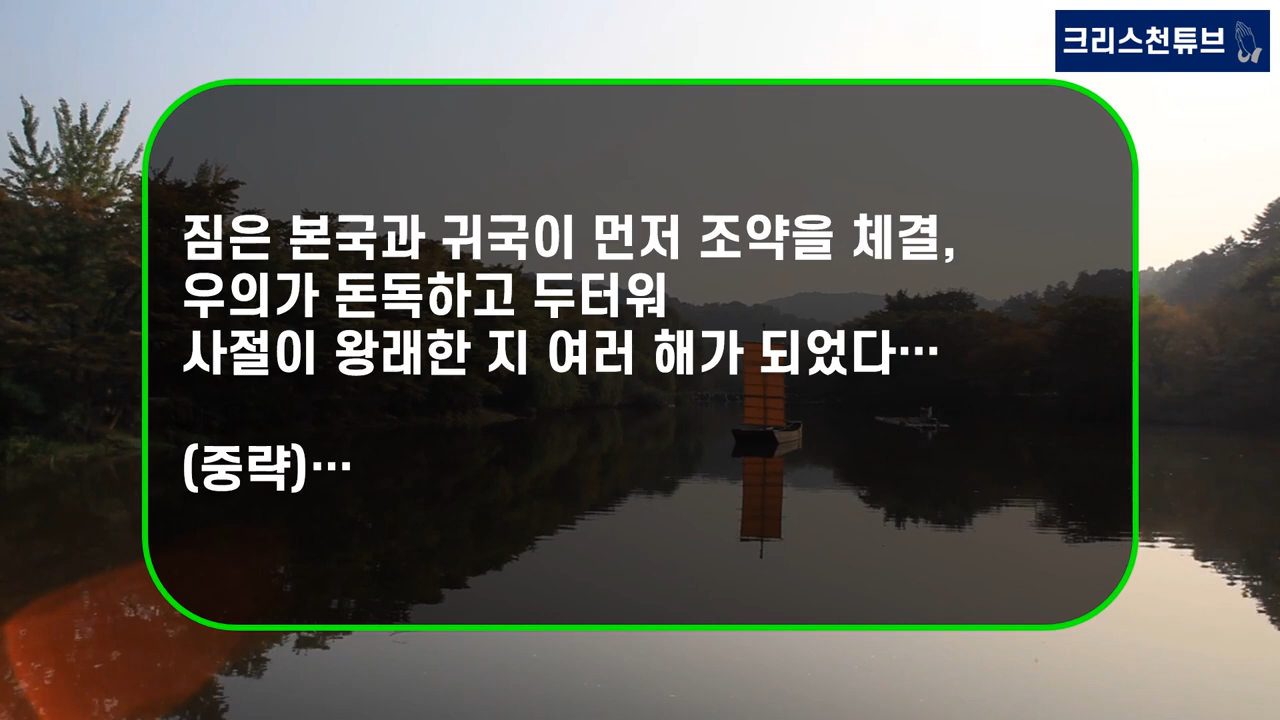 크리스천튜브
짐은 본국과 귀국이 먼저 조약을 체결,
우의가 돈독하고 두터워
사절이 왕래한 지 여러 해가 되었다…
(중략)…